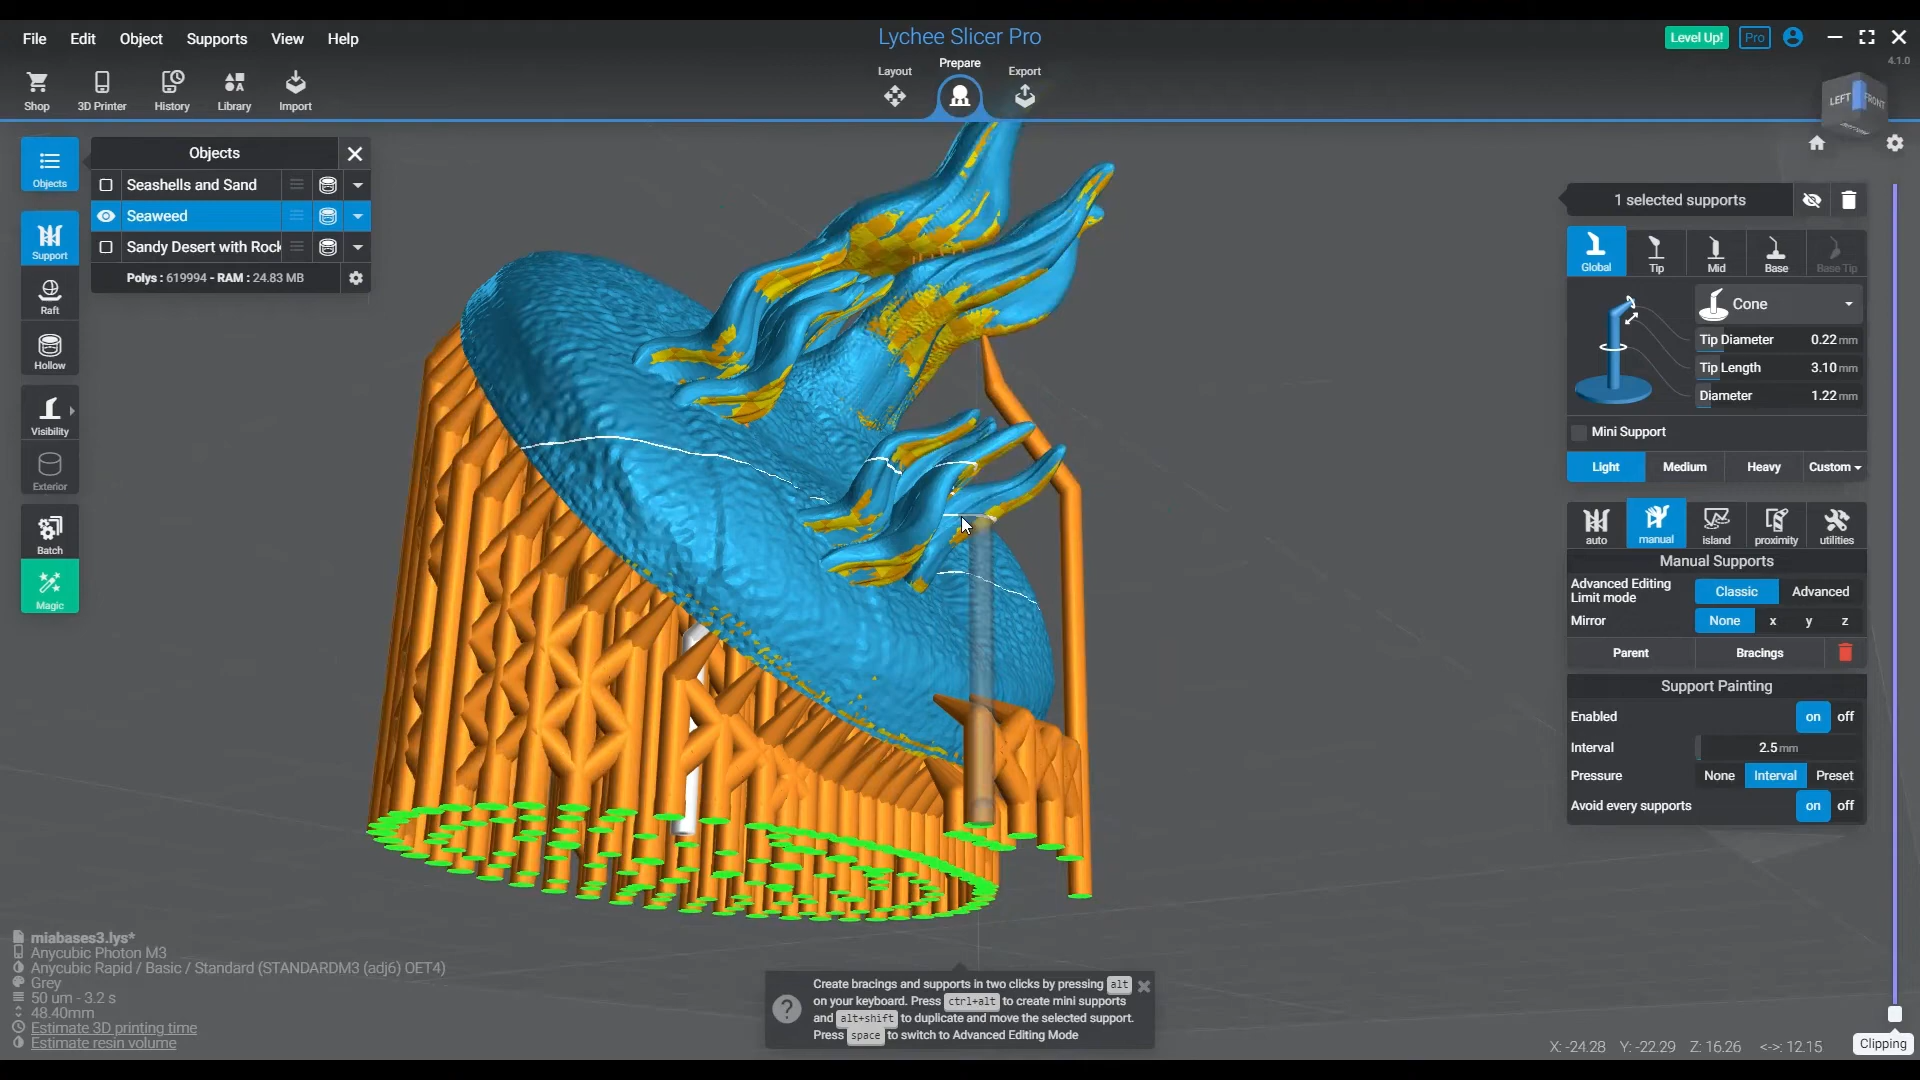 File Edit Object Supports View Help
Lychee Slicer Pro
Level Up! Pro
4.1.0
Shop 3D Printer History Library Import
Layout Prepare Export
LEFT FRONT
Objects
Objects
Seashells and Sand
Seaweed
Sandy Desert with Rock
Polys : 619994 - RAM : 24.83 MB
Support
Raft
Hollow
Visibility
Exterior
Batch
Magic
1 selected supports
Global Tip Mid Base Base Tip
Cone
Tip Diameter 0.22 mm
Tip Length 3.10 mm
Diameter 1.22 mm
Mini Support
Light Medium Heavy Custom
auto manual island proximity utilities
Manual Supports
Advanced Editing
Limit mode
Classic Advanced
Mirror None x y z
Parent Bracings
Support Painting
Enabled on off
Interval 2.5 mm
Pressure None Interval Preset
Avoid every supports on off
miabases3.lys*
Anycubic Photon M3
Anycubic Rapid / Basic / Standard (STANDARDM3 (adj6) OET4)
Grey
50 um - 3.2 s
48.40mm
Estimate 3D printing time
Estimate resin volume
? Create bracings and supports in two clicks by pressing alt
on your keyboard. Press ctrl+alt to create mini supports
and alt+shift to duplicate and move the selected support.
Press space to switch to Advanced Editing Mode
X: -24.28 Y: -22.29 Z: 16.26 <->: 12.15
Clipping